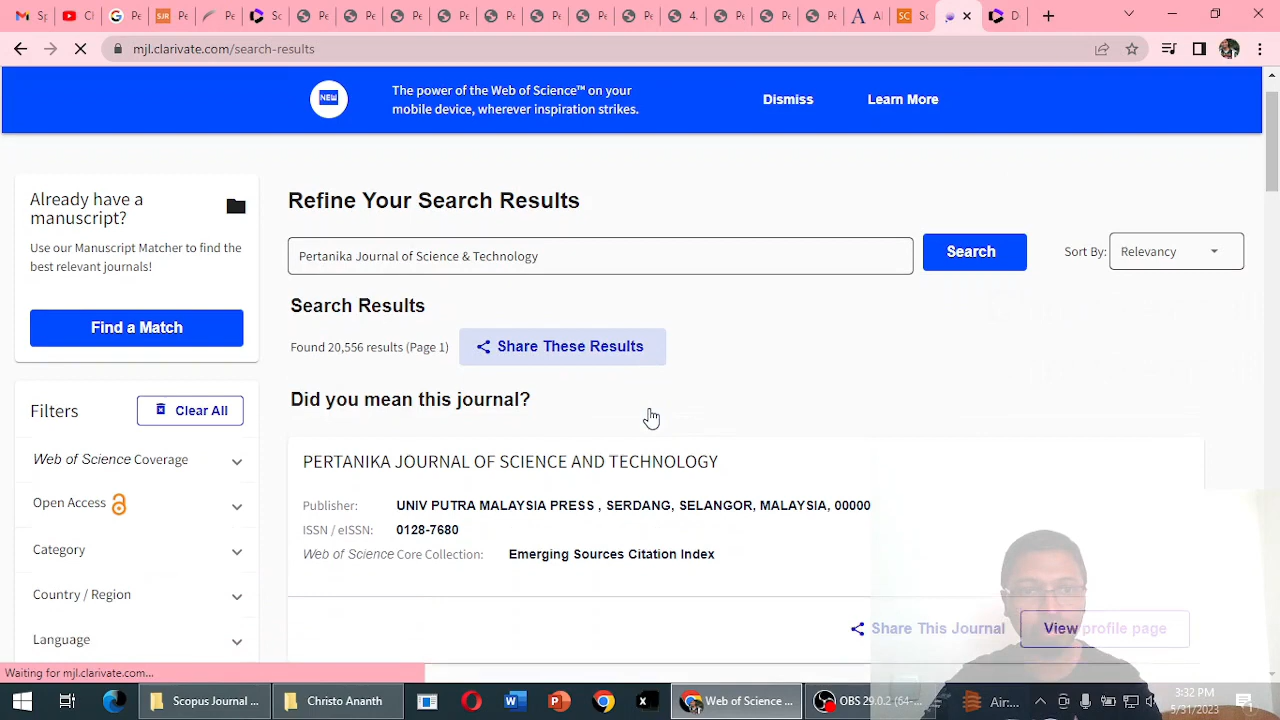 mjl.clarivate.com/search-results
The power of the Web of Science™ on your
mobile device, wherever inspiration strikes.
NEW
Dismiss
Learn More
Already have a
manuscript?
Use our Manuscript Matcher to find the
best relevant journals!
Find a Match
Filters
Clear All
Web of Science Coverage
Open Access
Category
Country / Region
Language
Refine Your Search Results
Pertanika Journal of Science & Technology
Search
Sort By:
Relevancy
Search Results
Found 20,556 results (Page 1)
Share These Results
Did you mean this journal?
PERTANIKA JOURNAL OF SCIENCE AND TECHNOLOGY
Publisher: UNIV PUTRA MALAYSIA PRESS , SERDANG, SELANGOR, MALAYSIA, 00000
ISSN / eISSN: 0128-7680
Web of Science Core Collection: Emerging Sources Citation Index
Share This Journal
View profile page
Waiting for mjl.clarivate.com...
Scopus Journal ...
Christo Ananth
Web of Science ...
OBS 29.0.2 (64-...
Air:...
3:32 PM
5/31/2023